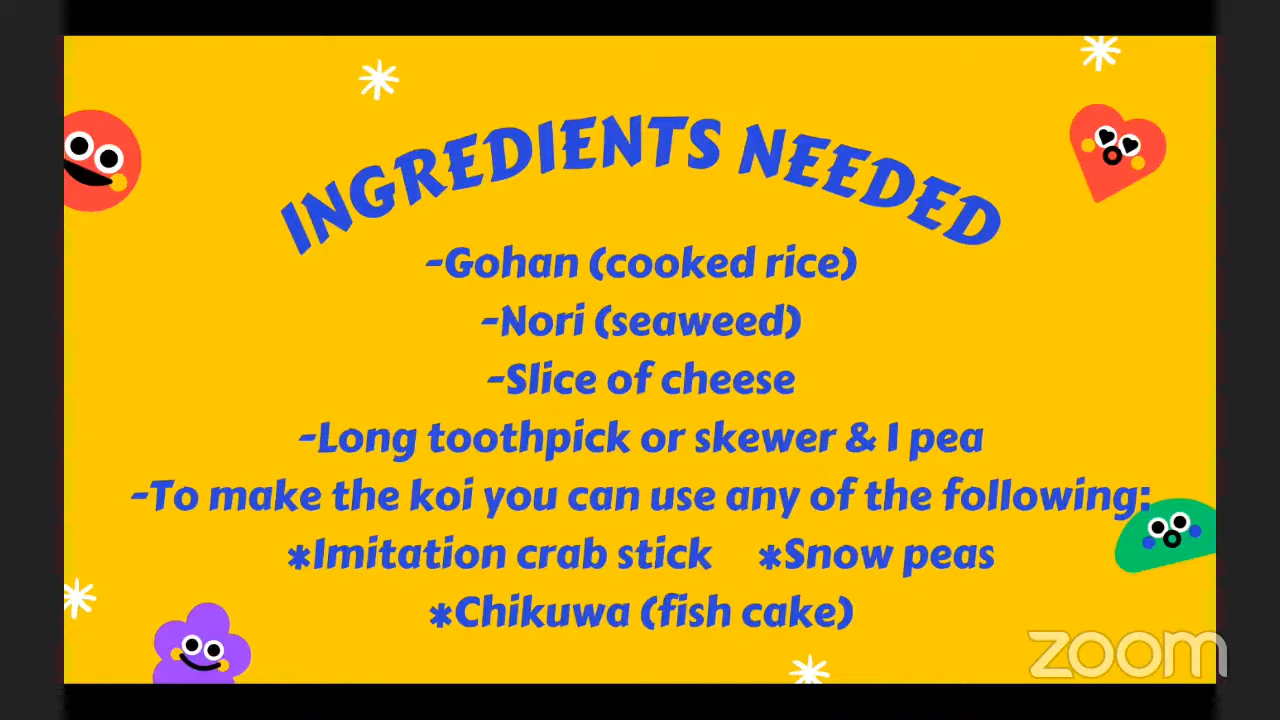 INGREDIENTS NEEDED
-Gohan (cooked rice)
-Nori (seaweed)
-Slice of cheese
-Long toothpick or skewer & 1 pea
-To make the koi you can use any of the following:
*Imitation crab stick *Snow peas
*Chikuwa (fish cake)
zoom